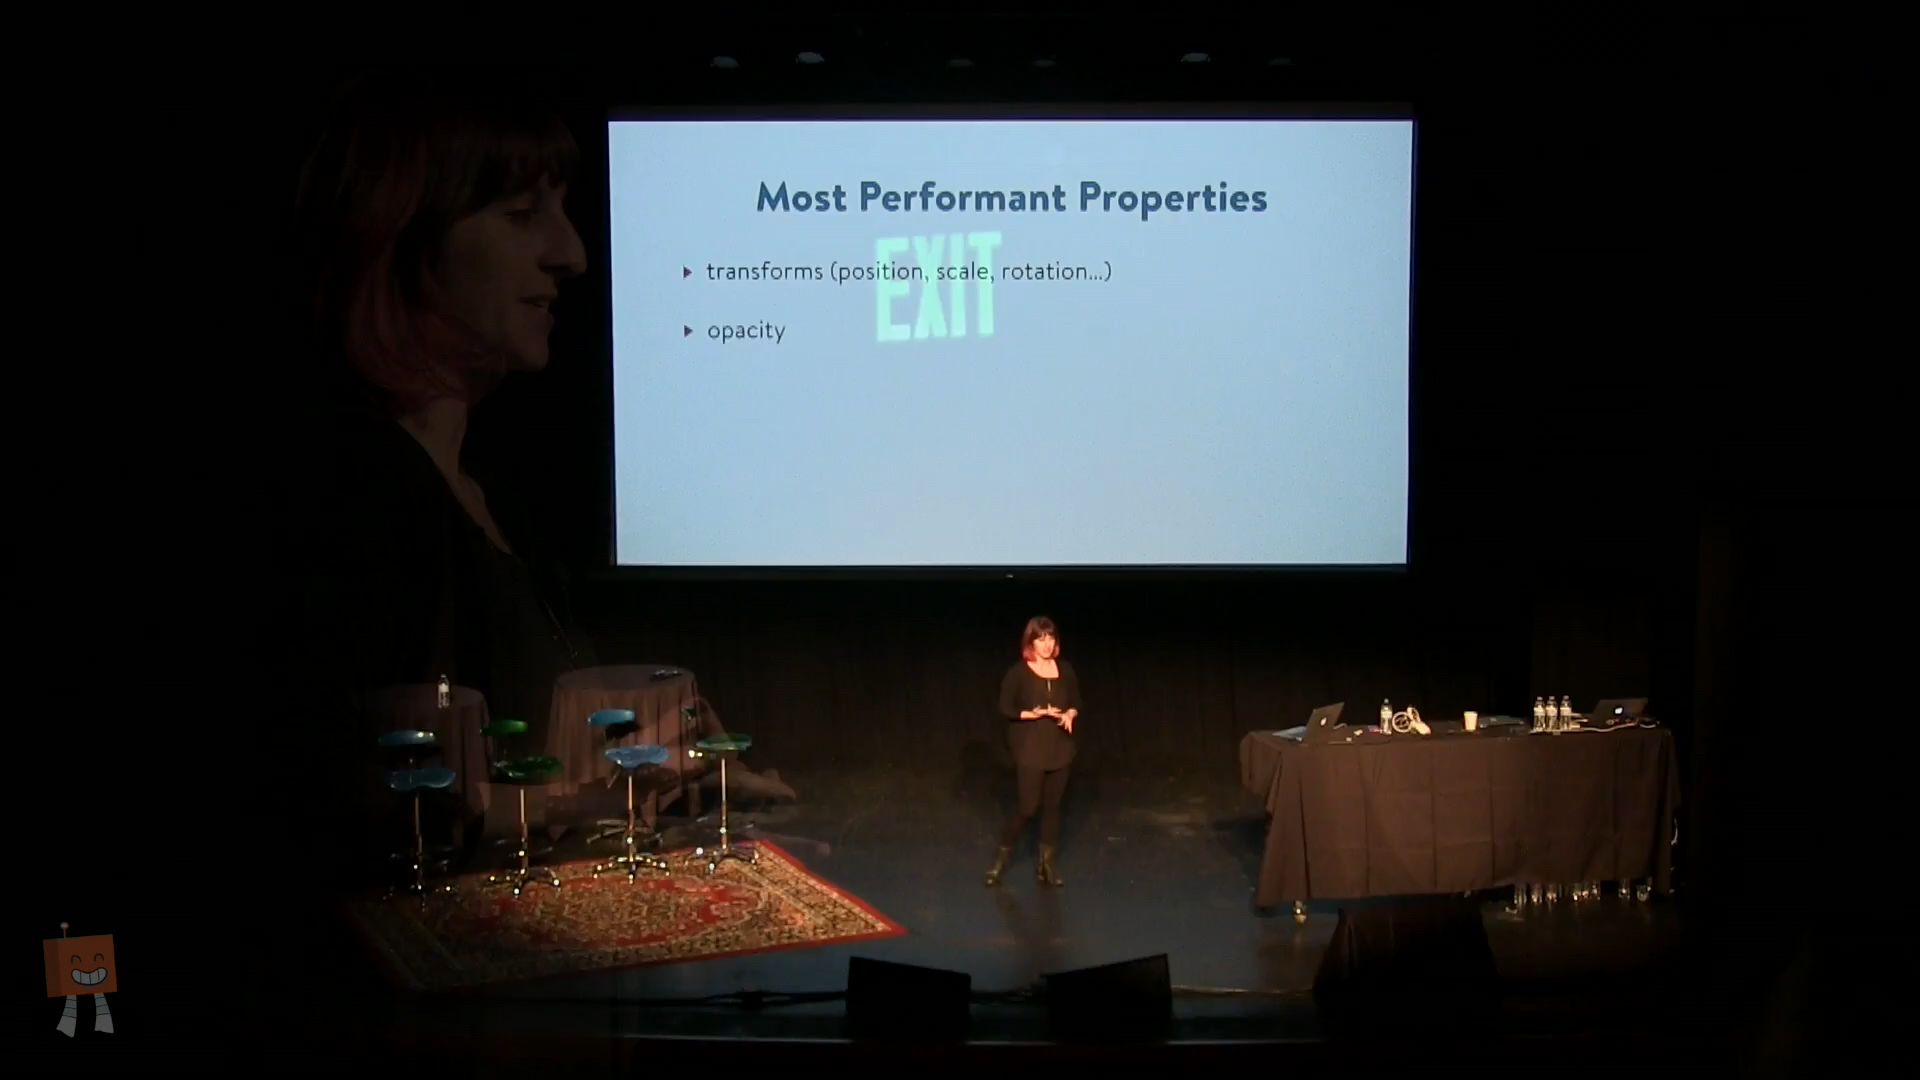 Most Performant Properties
transforms (position, scale, rotation...)
opacity
EXIT